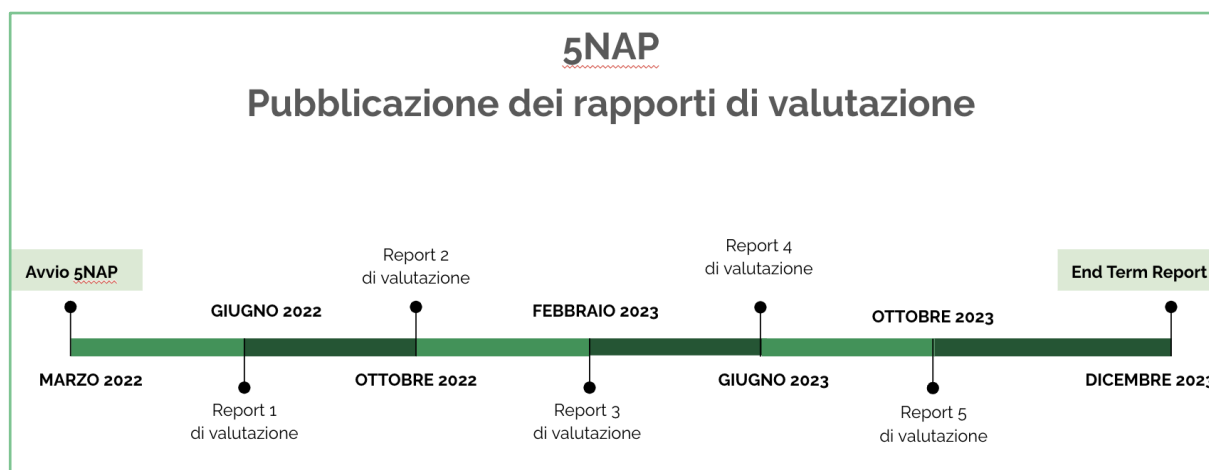 5NAP
Pubblicazione dei rapporti di valutazione
Avvio 5NAP
Report 2
di valutazione
Report 4
di valutazione
End Term Report
GIUGNO 2022
FEBBRAIO 2023
OTTOBRE 2023
MARZO 2022
OTTOBRE 2022
GIUGNO 2023
DICEMBRE 2023
Report 1
di valutazione
Report 3
di valutazione
Report 5
di valutazione